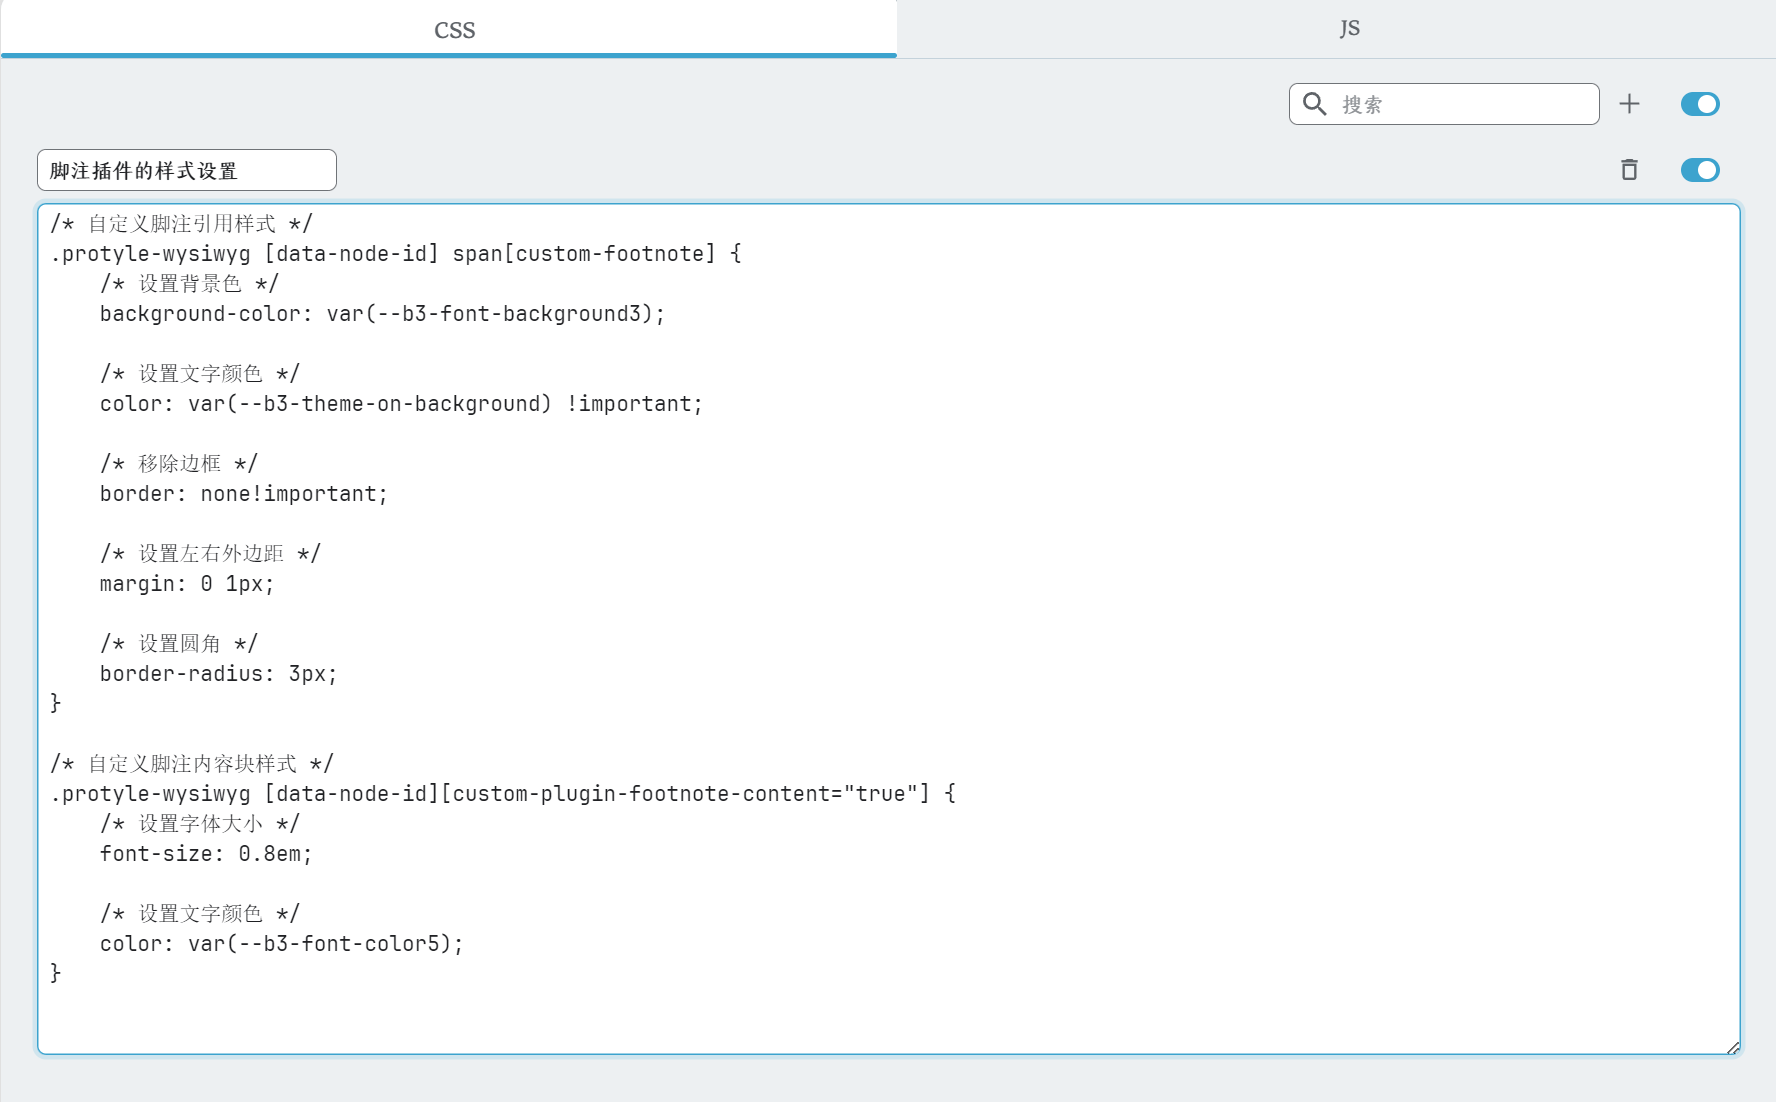 CSS
JS
搜索
脚注插件的样式设置
/* 自定义脚注引用样式 */
.protyle-wysiwyg [data-node-id] span[custom-footnote] {
    /* 设置背景色 */
    background-color: var(--b3-font-background3);

    /* 设置文字颜色 */
    color: var(--b3-theme-on-background) !important;

    /* 移除边框 */
    border: none!important;

    /* 设置左右外边距 */
    margin: 0 1px;

    /* 设置圆角 */
    border-radius: 3px;
}

/* 自定义脚注内容块样式 */
.protyle-wysiwyg [data-node-id][custom-plugin-footnote-content="true"] {
    /* 设置字体大小 */
    font-size: 0.8em;

    /* 设置文字颜色 */
    color: var(--b3-font-color5);
}